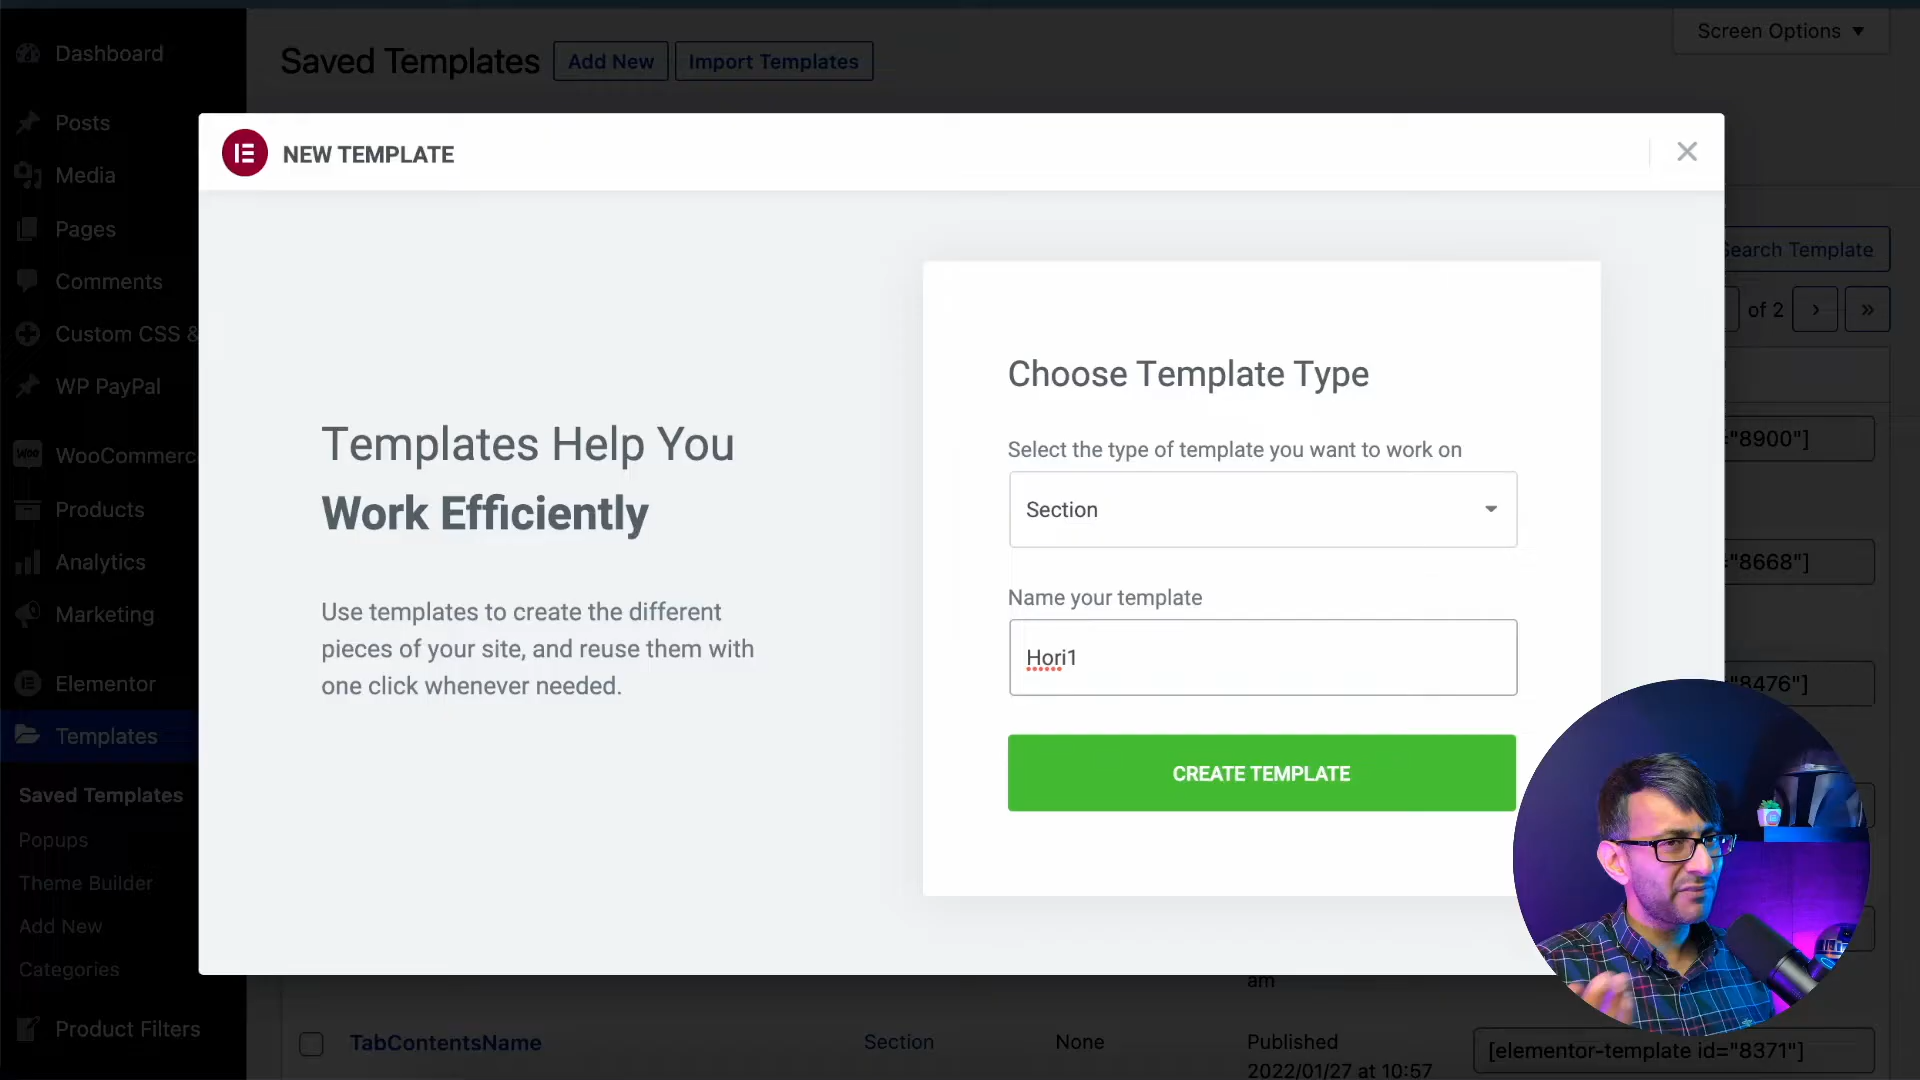 Dashboard
Posts
Media
Pages
Comments
Custom CSS &
WP PayPal
WOO
Products
Analytics
Marketing
Elementor
Templates
Saved Templates
Popups
Theme Builder
Add New
Categories
Product Filters
Saved Templates
Add New
Import Templates
Screen Options
Search Template
of 2
NEW TEMPLATE
Templates Help You
Work Efficiently
Use templates to create the different
pieces of your site, and reuse them with
one click whenever needed.
Choose Template Type
Select the type of template you want to work on
Section
Name your template
Hori1
CREATE TEMPLATE
="8900"]
="8668"]
="8476"]
am
TabContentsName
Section
None
Published
2022/01/27 at 10:57
[elementor-template id="8371"]